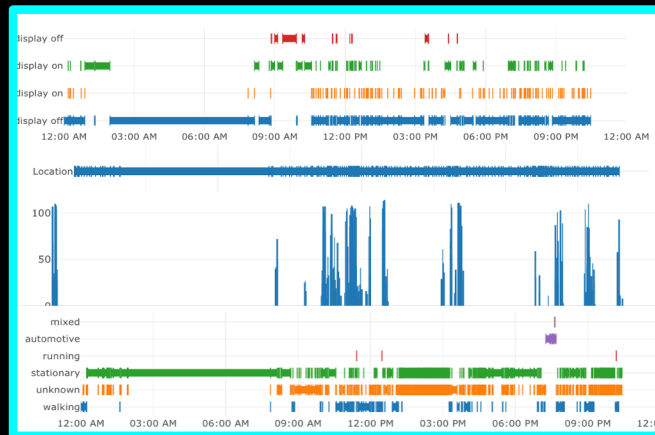 display off
display on
display on
display off
12:00 AM 03:00 AM 06:00 AM 09:00 AM 12:00 PM 03:00 PM 06:00 PM 09:00 PM 12:00 AM
Location
100
50
0
mixed
automotive
running
stationary
unknown
walking
12:00 AM 03:00 AM 06:00 AM 09:00 AM 12:00 PM 03:00 PM 06:00 PM 09:00 PM 12:0